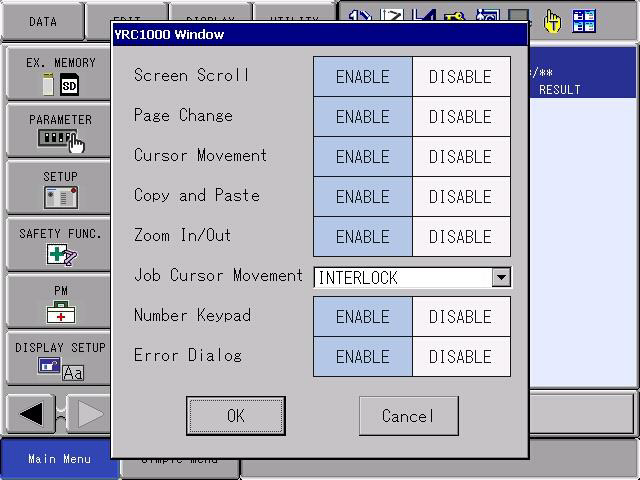 DATA EDIT DISPLAY UTILITY
YRC1000 Window
EX. MEMORY
SD
PARAMETER
SETUP
SAFETY FUNC.
PM
DISPLAY SETUP
Aa
Screen Scroll ENABLE DISABLE
Page Change ENABLE DISABLE
Cursor Movement ENABLE DISABLE
Copy and Paste ENABLE DISABLE
Zoom In/Out ENABLE DISABLE
Job Cursor Movement INTERLOCK
Number Keypad ENABLE DISABLE
Error Dialog ENABLE DISABLE
OK Cancel
/**
RESULT
Main Menu Simple Menu